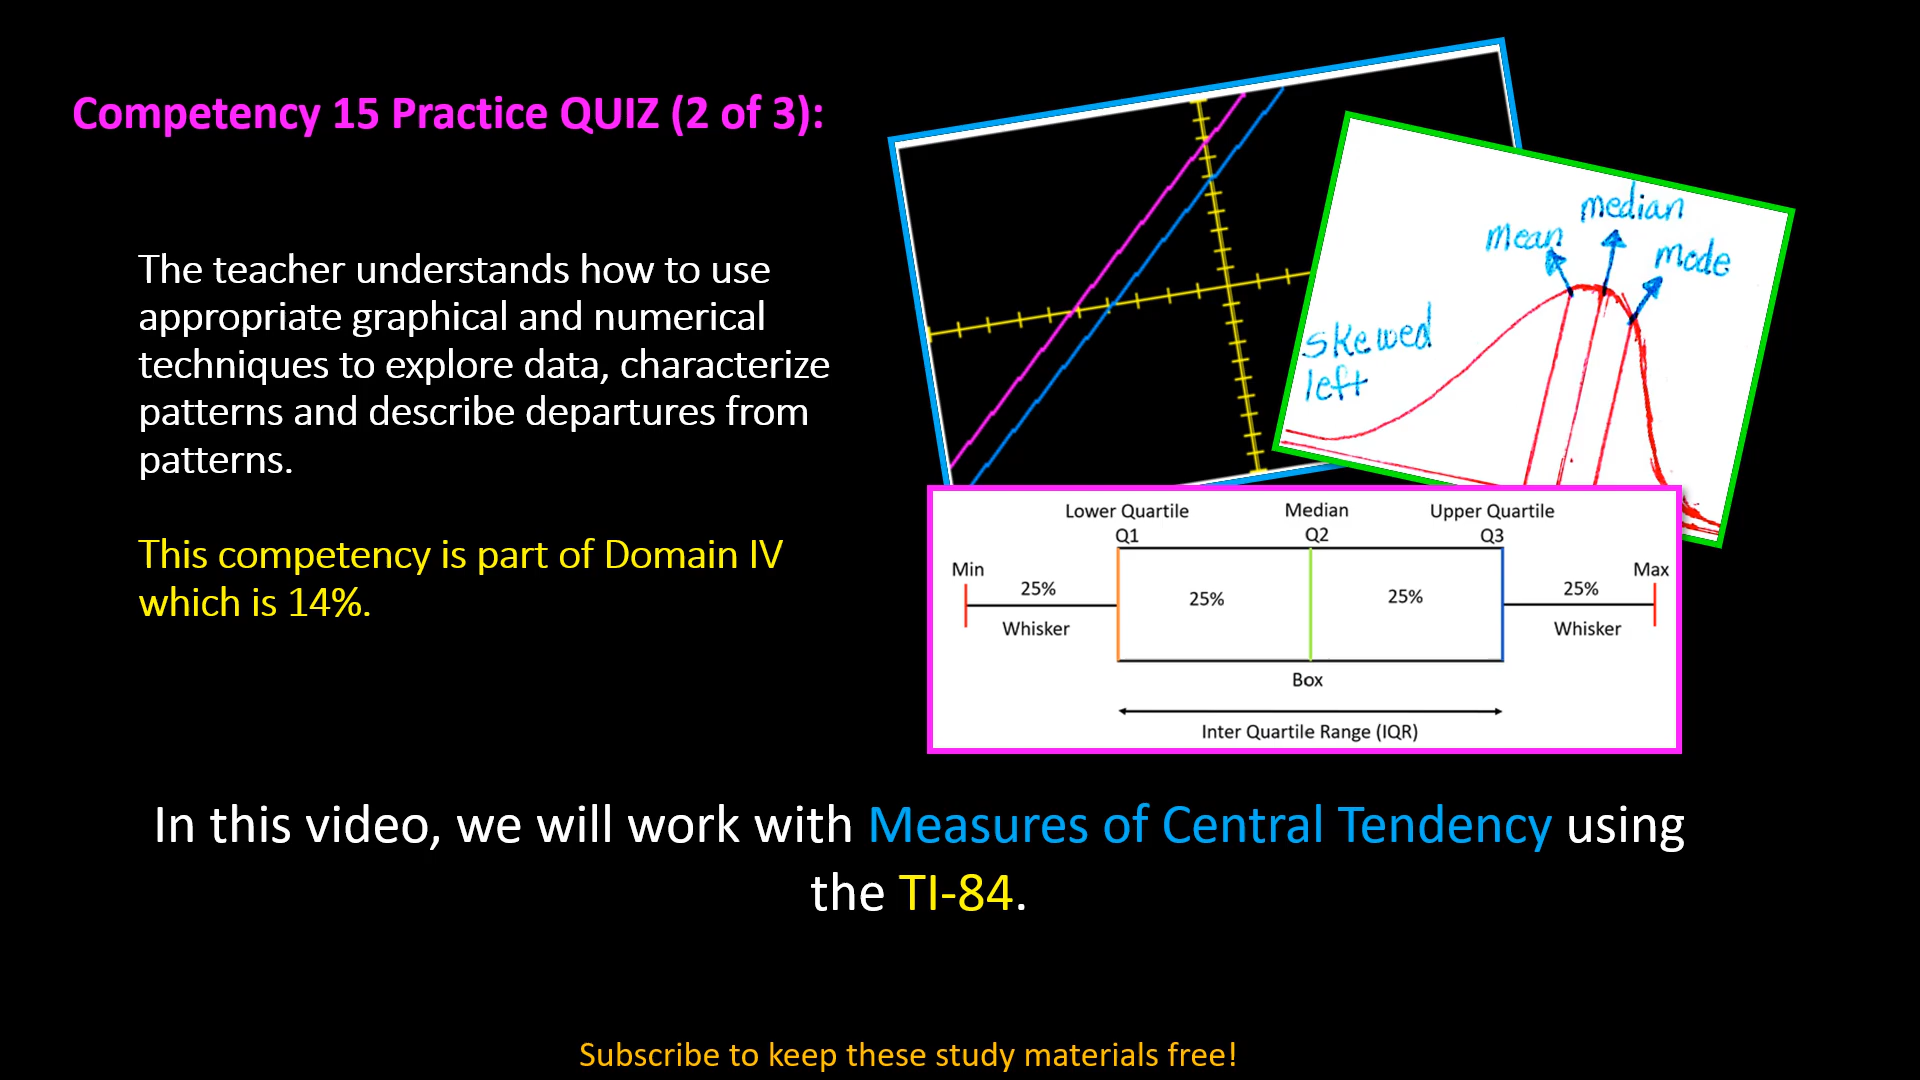 Competency 15 Practice QUIZ (2 of 3):
The teacher understands how to use
appropriate graphical and numerical
techniques to explore data, characterize
patterns and describe departures from
patterns.
This competency is part of Domain IV
which is 14%.
median
mean
mode
skewed
left
Lower Quartile
Q1
Median
Q2
Upper Quartile
Q3
Min
Max
25%
25%
25%
25%
Whisker
Whisker
Box
Inter Quartile Range (IQR)
In this video, we will work with Measures of Central Tendency using
the TI-84.
Subscribe to keep these study materials free!